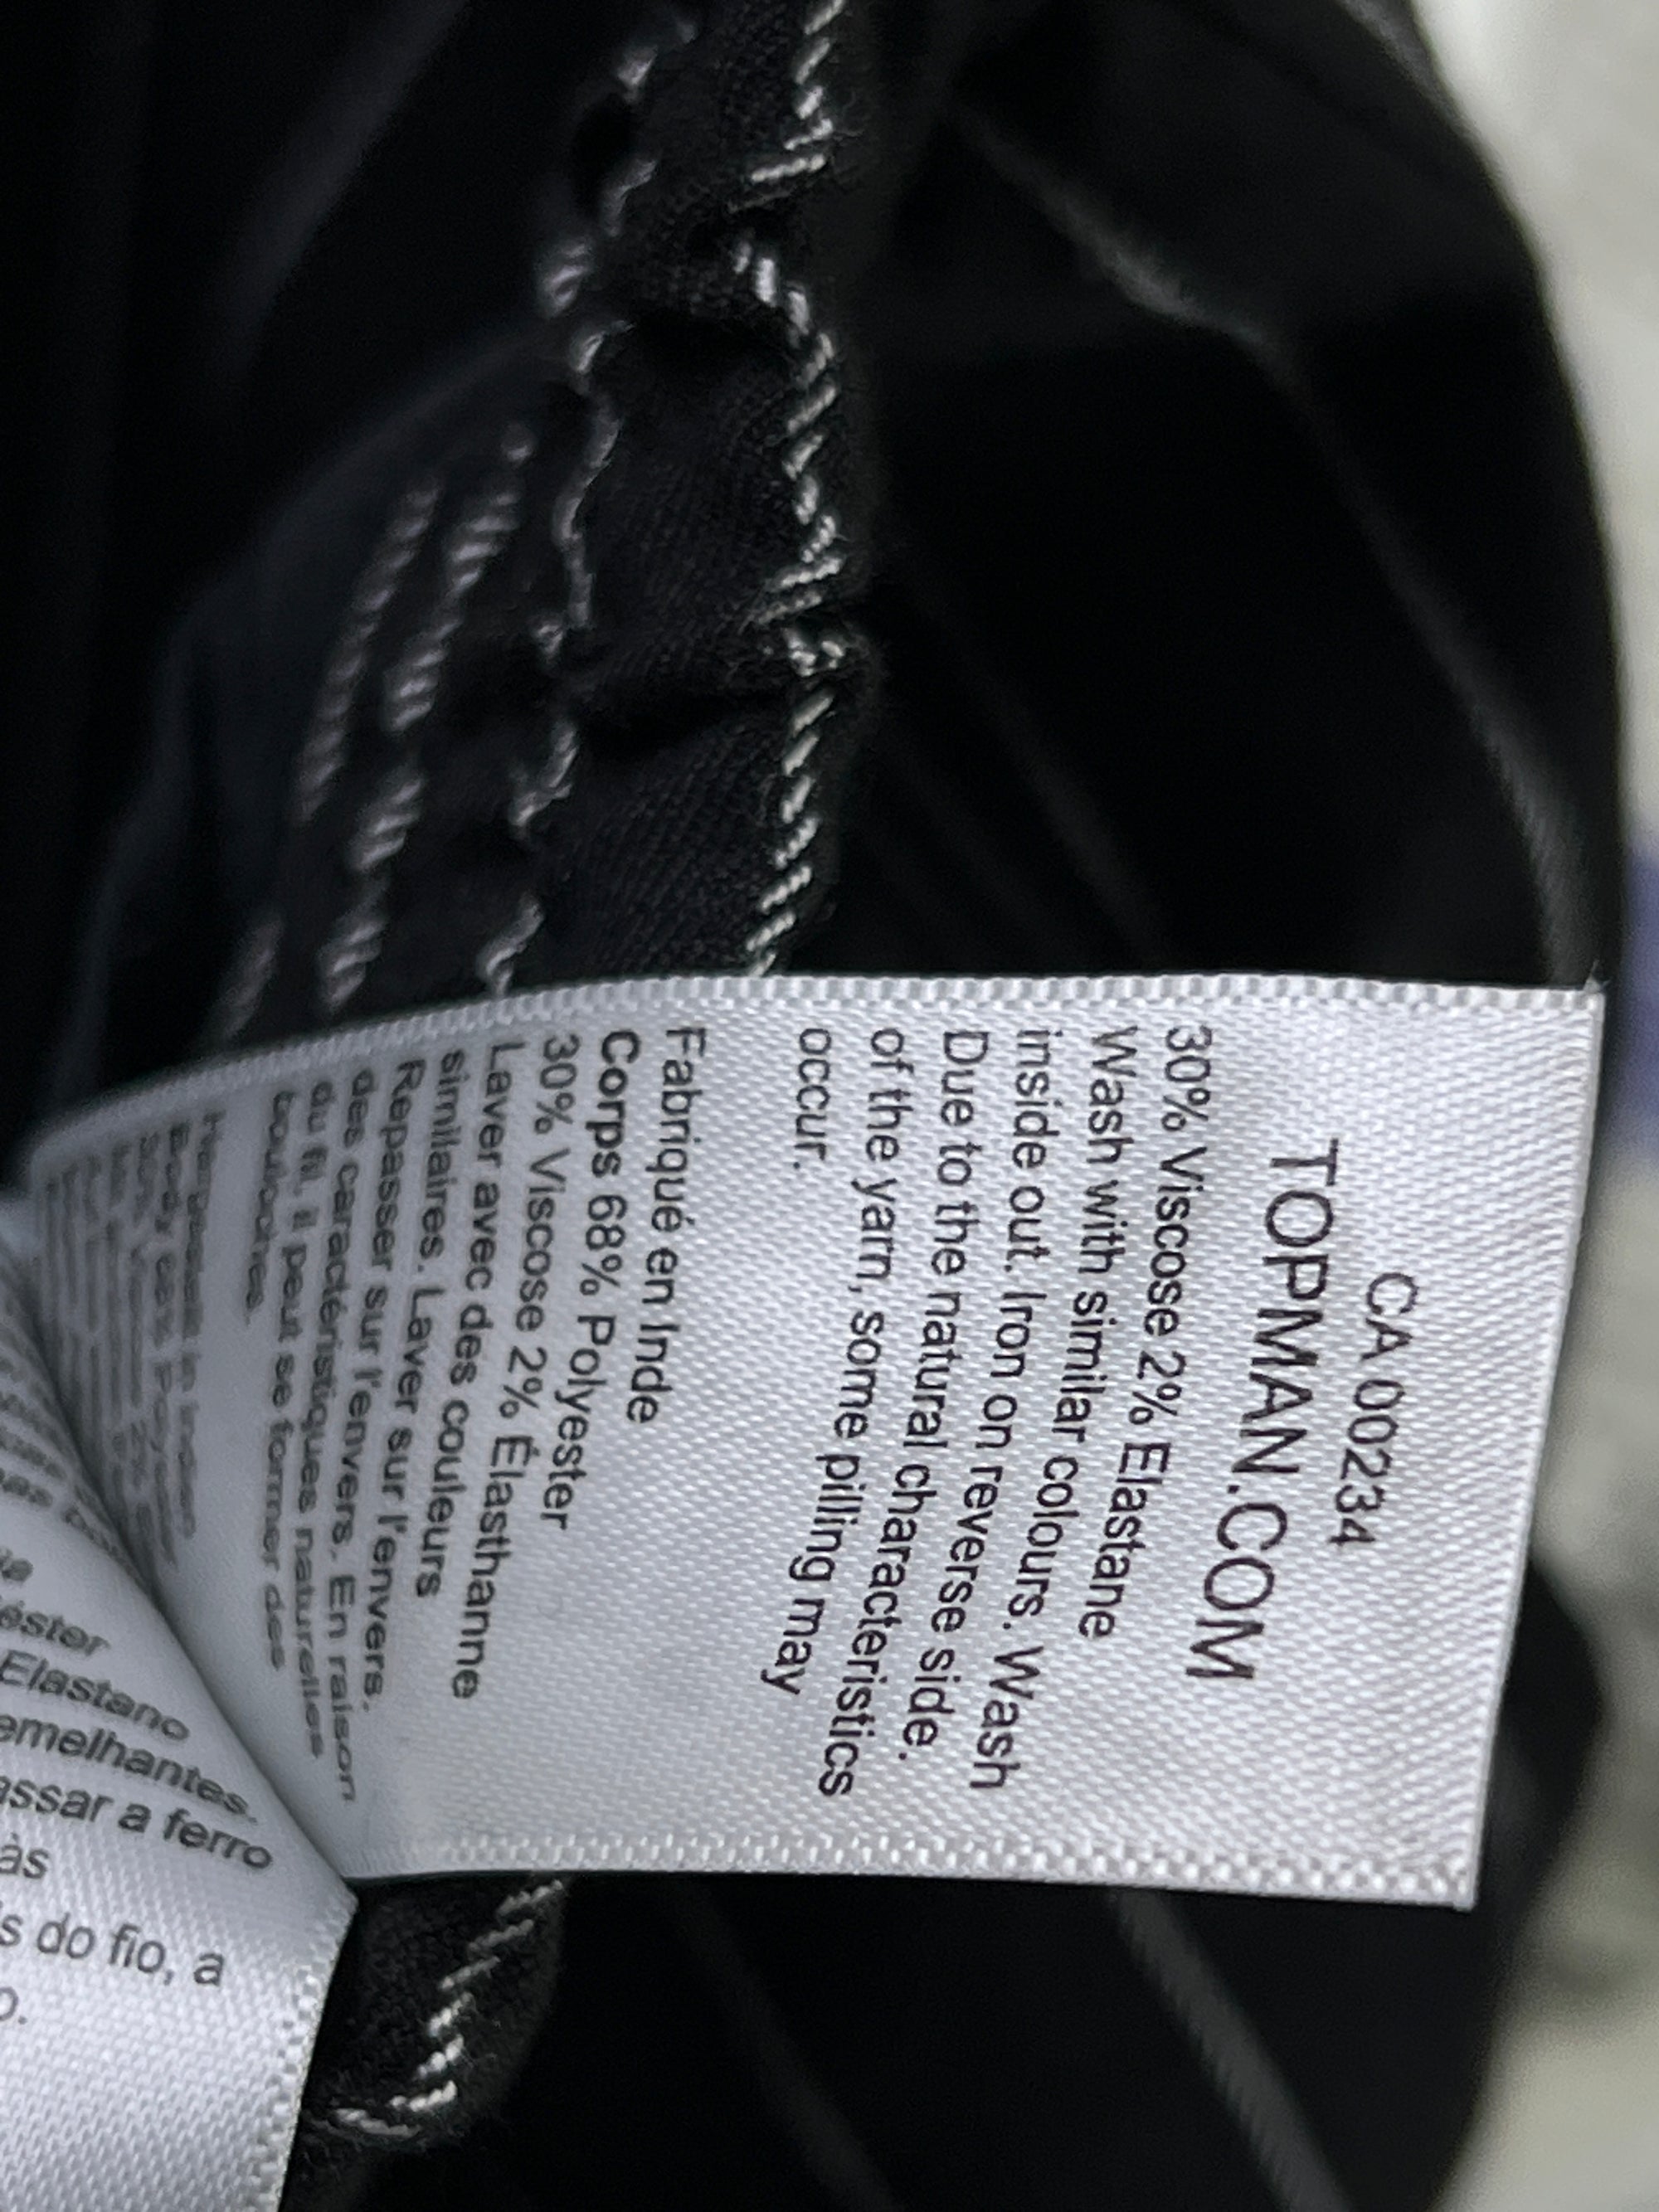 CA 00234
TOPMAN.COM
30% Viscose 2% Elastane
Wash with similar colours. Wash
inside out. Iron on reverse side.
Due to the natural characteristics
of the yarn, some pilling may
occur.
Fabriqué en Inde
Corps 68% Polyester
30% Viscose 2% Élasthanne
Laver avec des couleurs
similaires. Laver sur l'envers.
Repasser sur l'envers. En raison
des caractéristiques naturelles
du fil, il peut se former des
bouloches.
Hergestellt in Indien
Elastano
emelhantes.
assar a ferro
às
s do fio, a
o.